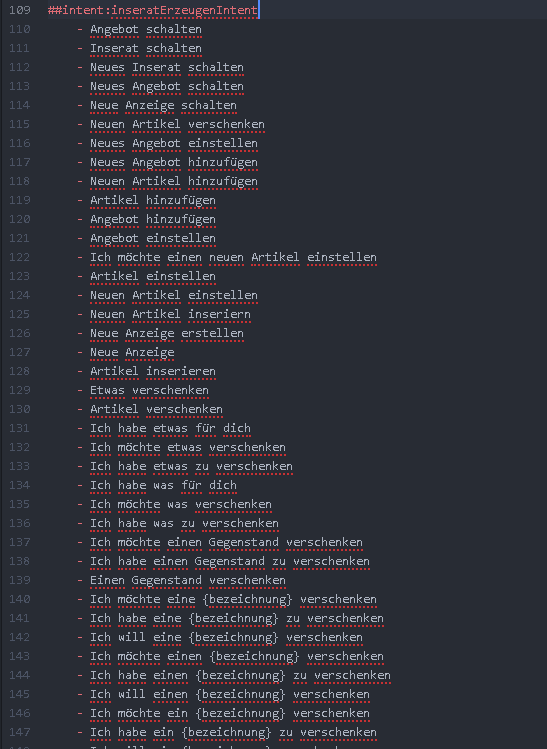 109 ##intent:inseratErzeugenIntent
110 - Angebot schalten
111 - Inserat schalten
112 - Neues Inserat schalten
113 - Neues Angebot schalten
114 - Neue Anzeige schalten
115 - Neuen Artikel verschenken
116 - Neues Angebot einstellen
117 - Neues Angebot hinzufügen
118 - Neuen Artikel hinzufügen
119 - Artikel hinzufügen
120 - Angebot hinzufügen
121 - Angebot einstellen
122 - Ich möchte einen neuen Artikel einstellen
123 - Artikel einstellen
124 - Neuen Artikel einstellen
125 - Neuen Artikel inseriern
126 - Neue Anzeige erstellen
127 - Neue Anzeige
128 - Artikel inserieren
129 - Etwas verschenken
130 - Artikel verschenken
131 - Ich habe etwas für dich
132 - Ich möchte etwas verschenken
133 - Ich habe etwas zu verschenken
134 - Ich habe was für dich
135 - Ich möchte was verschenken
136 - Ich habe was zu verschenken
137 - Ich möchte einen Gegenstand verschenken
138 - Ich habe einen Gegenstand zu verschenken
139 - Einen Gegenstand verschenken
140 - Ich möchte eine {bezeichnung} verschenken
141 - Ich habe eine {bezeichnung} zu verschenken
142 - Ich will eine {bezeichnung} verschenken
143 - Ich möchte einen {bezeichnung} verschenken
144 - Ich habe einen {bezeichnung} zu verschenken
145 - Ich will einen {bezeichnung} verschenken
146 - Ich möchte ein {bezeichnung} verschenken
147 - Ich habe ein {bezeichnung} zu verschenken